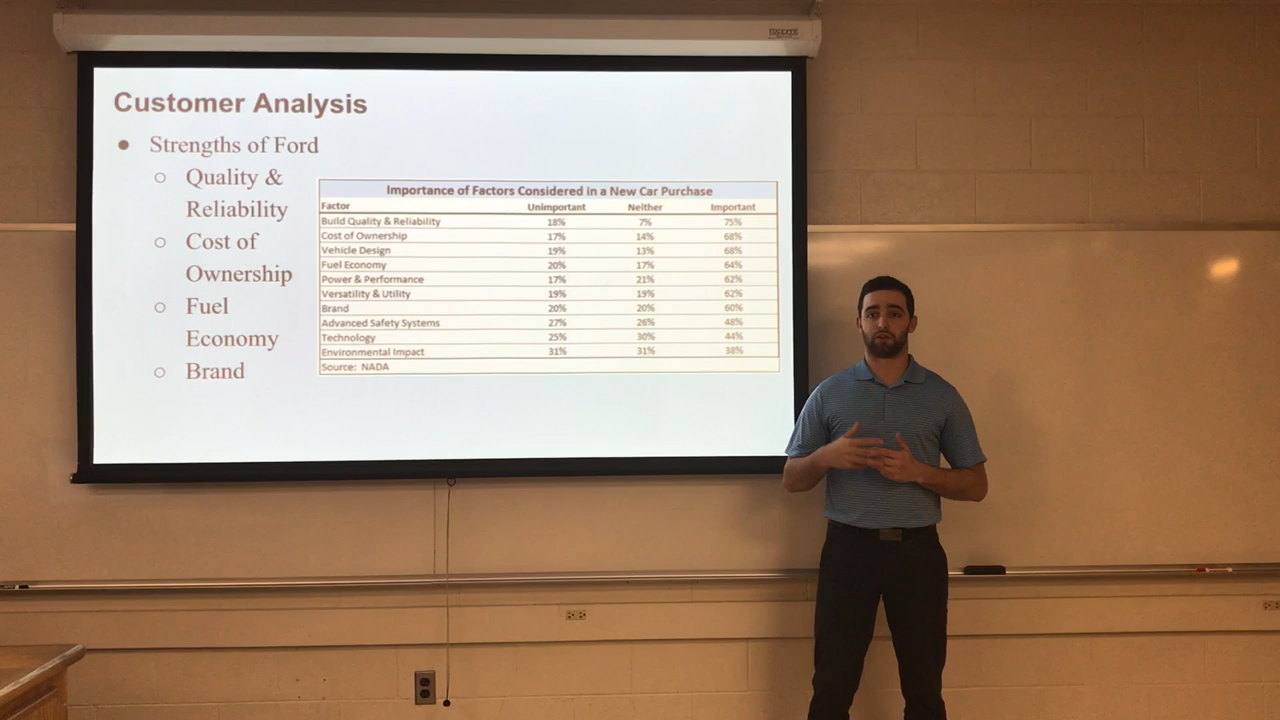 Customer Analysis
● Strengths of Ford
○ Quality &
Reliability
○ Cost of
Ownership
○ Fuel
Economy
○ Brand
Importance of Factors Considered in a New Car Purchase
Factor Unimportant Neither Important
Build Quality & Reliability 18% 7% 75%
Cost of Ownership 17% 14% 68%
Vehicle Design 19% 13% 68%
Fuel Economy 20% 17% 64%
Power & Performance 17% 21% 62%
Versatility & Utility 19% 19% 62%
Brand 20% 20% 60%
Advanced Safety Systems 27% 26% 48%
Technology 25% 30% 44%
Environmental Impact 31% 31% 38%
Source: NADA